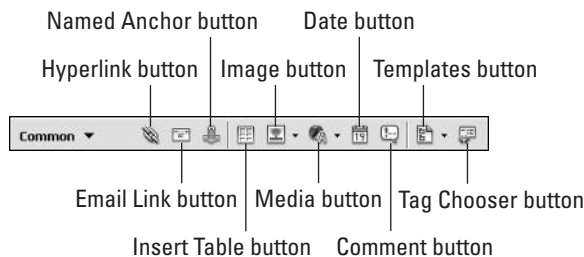 Named Anchor button Date button
Hyperlink button Image button Templates button
Common
19
Email Link button Media button Tag Chooser button
Insert Table button Comment button